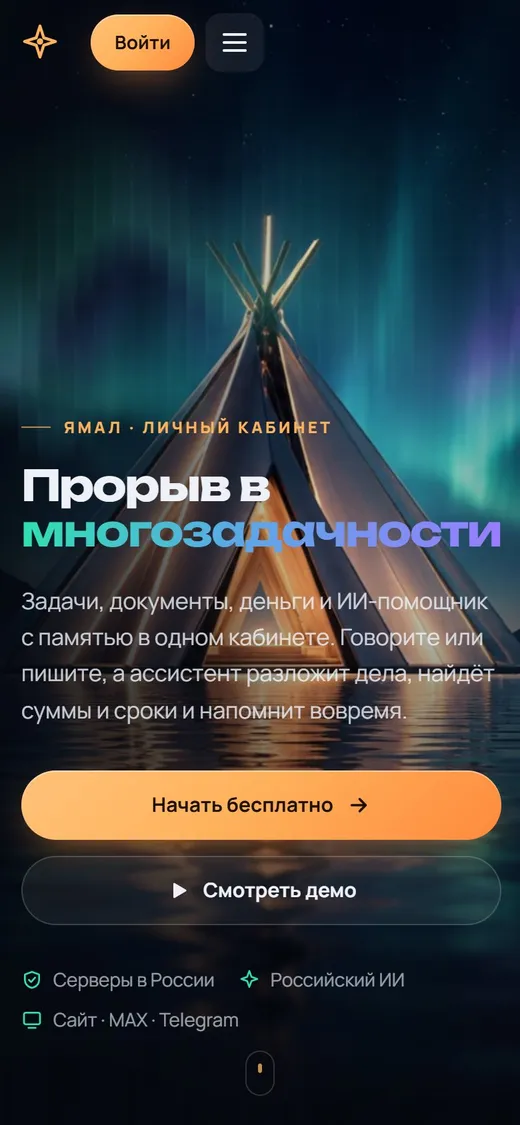 Войти
ЯМАЛ · ЛИЧНЫЙ КАБИНЕТ
Прорыв в
многозадачности
Задачи, документы, деньги и ИИ-помощник
с памятью в одном кабинете. Говорите или
пишите, а ассистент разложит дела, найдёт
суммы и сроки и напомнит вовремя.
Начать бесплатно →
Смотреть демо
Серверы в России
Российский ИИ
Сайт · MAX · Telegram